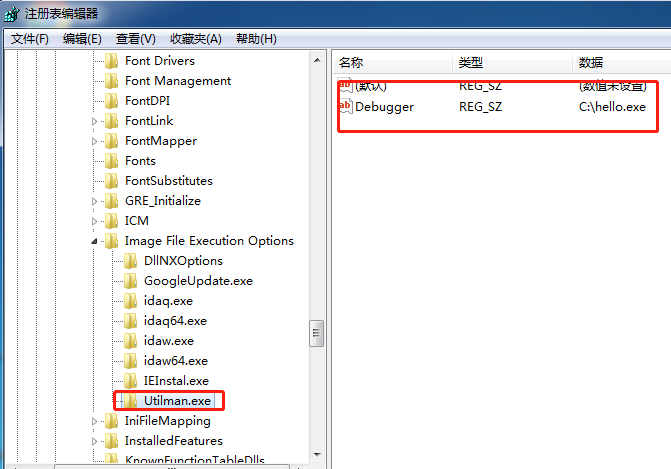 注册表编辑器
文件(F) 编辑(E) 查看(V) 收藏夹(A) 帮助(H)
Font Drivers
Font Management
FontDPI
FontLink
FontMapper
Fonts
FontSubstitutes
GRE_Initialize
ICM
Image File Execution Options
DllNXOptions
GoogleUpdate.exe
idaq.exe
idaq64.exe
idaw.exe
idaw64.exe
IEInstal.exe
Utilman.exe
IniFileMapping
InstalledFeatures
KnownFunctionTableDlls
名称 类型 数据
ab (默认) REG_SZ (数值未设置)
ab Debugger REG_SZ C:\hello.exe